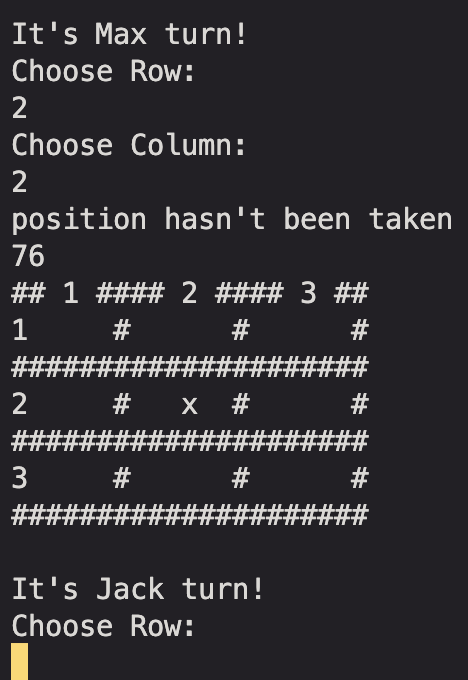 It's Max turn!
Choose Row:
2
Choose Column:
2
position hasn't been taken
76
## 1 #### 2 #### 3 ##
1     #      #      #
#####################
2     #   x  #      #
#####################
3     #      #      #
#####################
It's Jack turn!
Choose Row: